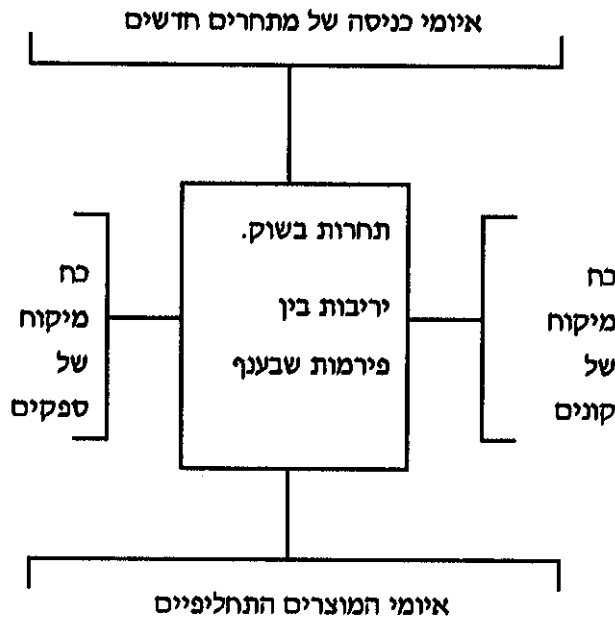 איומי כניסה של מתחרים חדשים
תחרות בשוק.
יריבות בין
פירמות שבענף
כח
מיקוח
של
קונים
כח
מיקוח
של
ספקים
איומי המוצרים התחליפיים